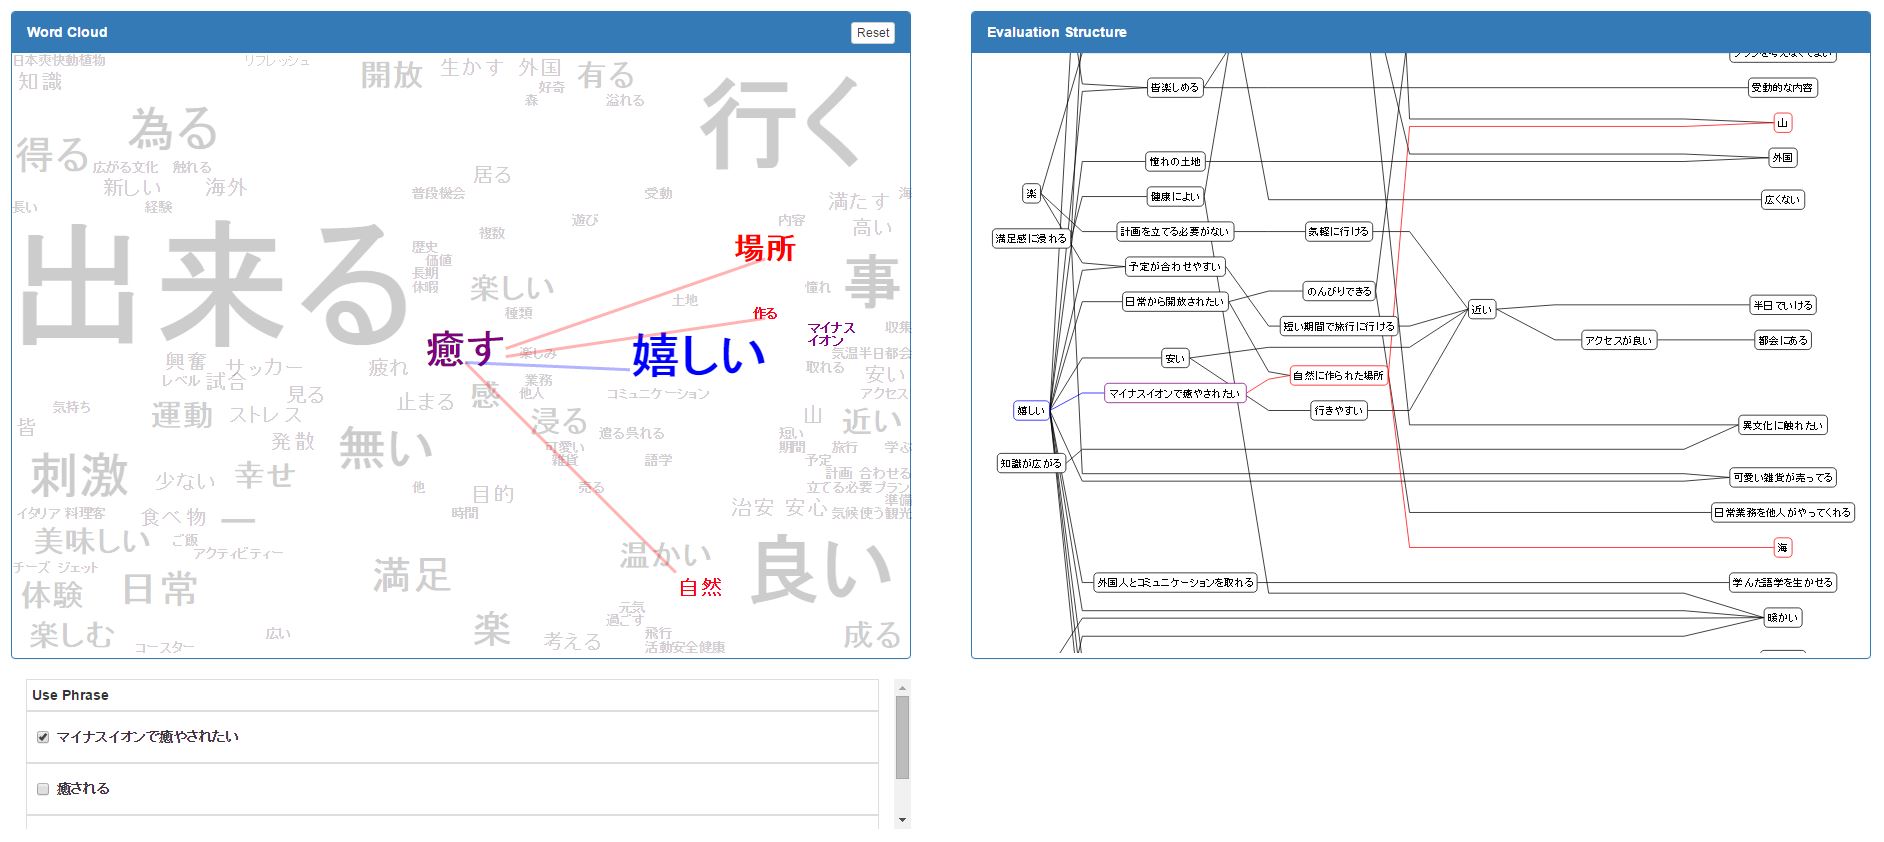 Word Cloud
Reset
日本爽快動植物
リフレッシュ
知識
開放
生かす
外国
有る
好奇
森
溢れる
行く
為る
得る
広がる文化
触れる
新しい
海外
居る
普段機会
受動
満たす
海
長い
経験
遊び
内容
高い
複数
出来る
歴史
価値
長期
休暇
場所
楽しい
事
憧れ
土地
種類
作る
マイナス
イオン
収集
癒す
嬉しい
楽しみ
気温半日都会
興奮
サッカー
疲れ
取れる
安い
レベル
試合
業務
他人
コミュニケーション
アクセス
見る
感
気持ち
運動
ストレス
止まる
浸る
山
近い
皆
発散
遣る呉れる
短い
期間
旅行
学ぶ
無い
可愛い
雑貨
語学
予定
刺激
少ない
幸せ
計画
合わせる
他
目的
売る
立てる必要プラン
準備
イタリア
料理客
食べ物
一
時間
治安
安心
気候使う観光
美味しい
ご飯
アクティビティー
温かい
良い
チーズ
ジェット
体験
日常
満足
自然
元気
過ごす
楽しむ
広い
楽
考える
飛行
成る
コースター
活動安全健康
Use Phrase
マイナスイオンで癒やされたい
癒される
Evaluation Structure
皆楽しめる
受動的な内容
山
憧れの土地
外国
楽
健康によい
広くない
満足感に浸れる
計画を立てる必要がない
気軽に行ける
予定が合わせやすい
日常から開放されたい
のんびりできる
近い
半日でいける
短い期間で旅行に行ける
アクセスが良い
都会にある
安い
自然に作られた場所
マイナスイオンで癒やされたい
嬉しい
行きやすい
異文化に触れたい
知識が広がる
可愛い雑貨が売ってる
日常業務を他人がやってくれる
海
外国人とコミュニケーションを取れる
学んだ語学を生かせる
暖かい